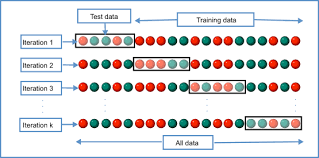 Test data
Training data
Iteration 1
Iteration 2
Iteration 3
Iteration k
All data